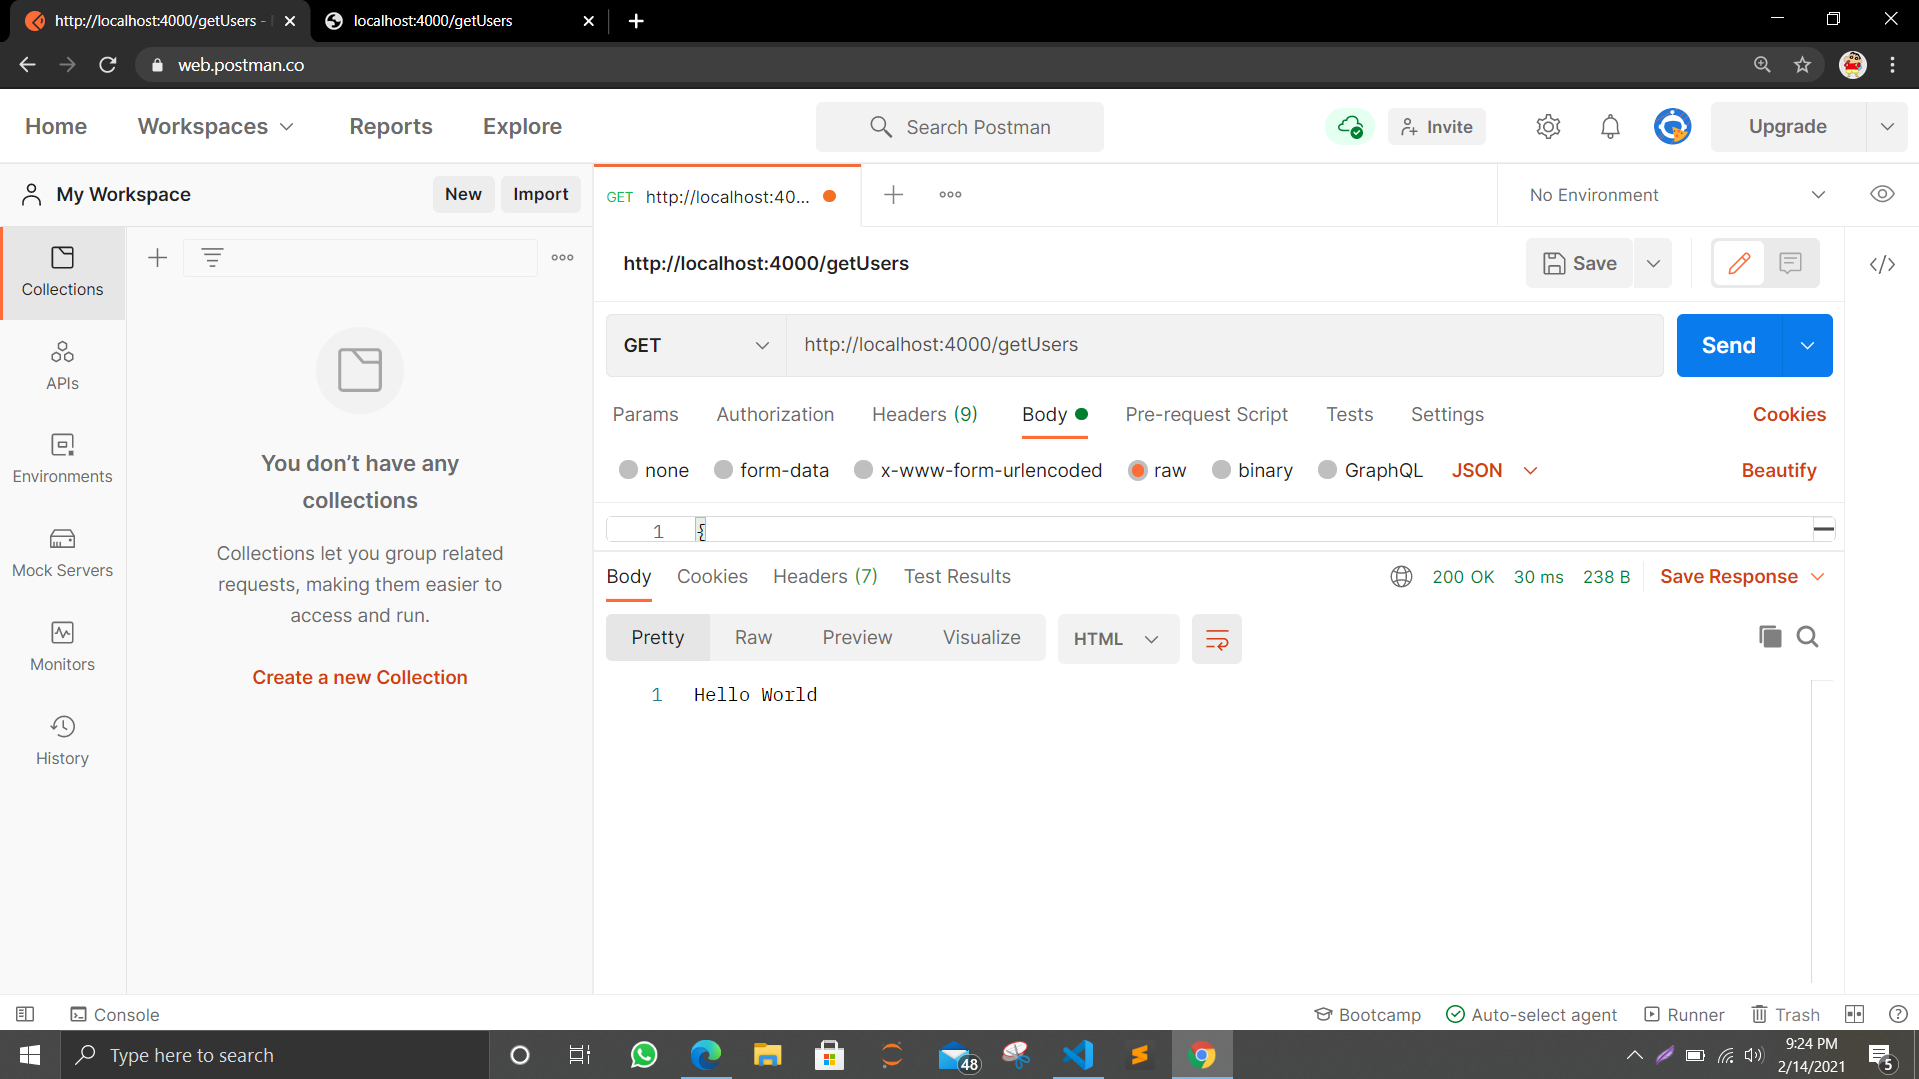 http://localhost:4000/getUsers -
localhost:4000/getUsers
web.postman.co
Home
Workspaces
Reports
Explore
Search Postman
Invite
Upgrade
My Workspace
New
Import
GET http://localhost:40...
No Environment
Collections
APIs
Environments
Mock Servers
Monitors
History
You don’t have any
collections
Collections let you group related
requests, making them easier to
access and run.
Create a new Collection
http://localhost:4000/getUsers
Save
GET
http://localhost:4000/getUsers
Send
Params
Authorization
Headers (9)
Body
Pre-request Script
Tests
Settings
Cookies
none
form-data
x-www-form-urlencoded
raw
binary
GraphQL
JSON
Beautify
1 {
Body
Cookies
Headers (7)
Test Results
200 OK
30 ms
238 B
Save Response
Pretty
Raw
Preview
Visualize
HTML
1 Hello World
Console
Bootcamp
Auto-select agent
Runner
Trash
Type here to search
48
9:24 PM
2/14/2021
5